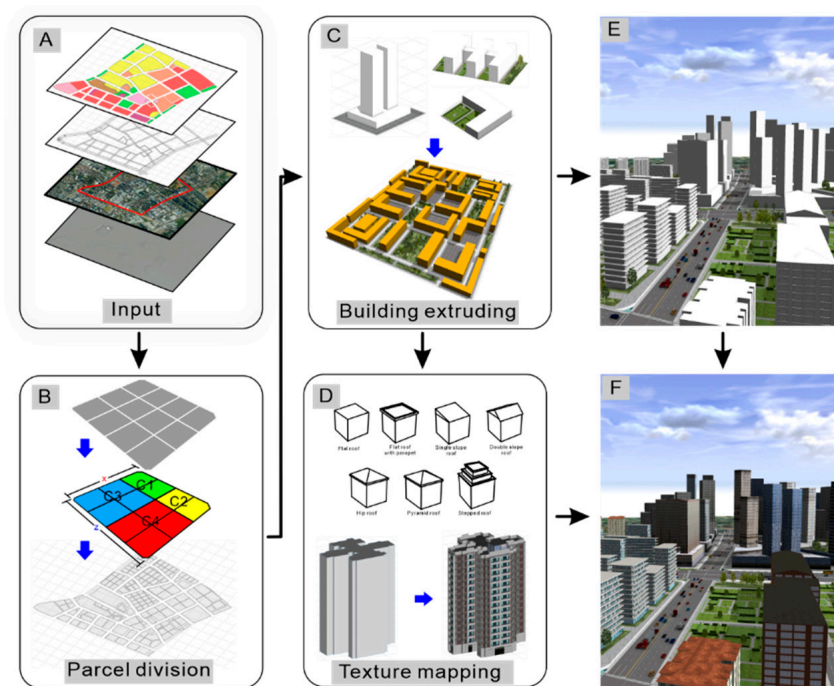 A
Input
B
C1
C3
C2
C4
x
z
Parcel division
C
Building extruding
D
Flat roof
Flat roof
with parapet
Single slope
roof
Double slope
roof
Hip roof
Pyramid roof
Stepped roof
Texture mapping
E
F